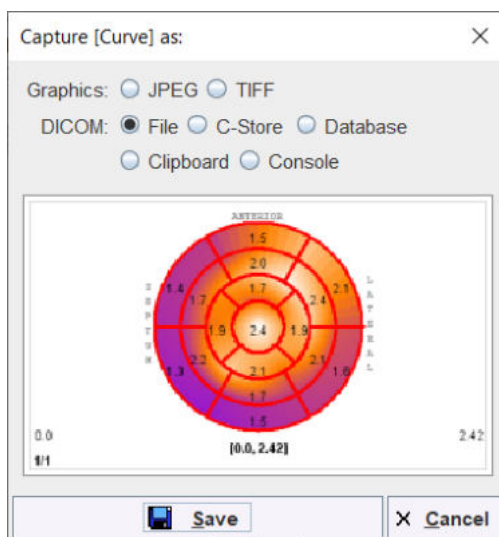 Capture [Curve] as:
Graphics: JPEG TIFF
DICOM: File C-Store Database
Clipboard Console
ANTERIOR
1.5
2.0
1.4 1.7 2.1
1.7 2.4
SEPTUM
LATERAL
1.9 2.4 1.9
2.2 2.1
1.3 2.1 1.6
1.7
1.5
0.0 [0.0, 2.42] 2.42
1/1
Save Cancel